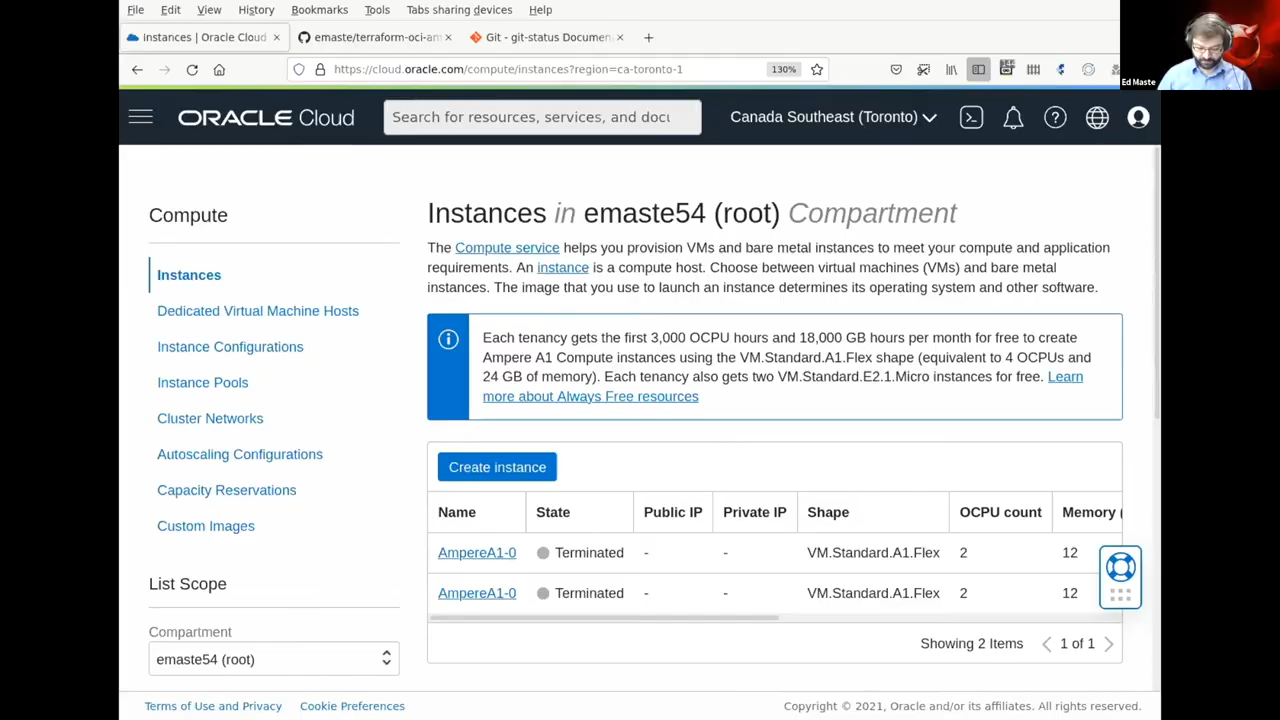 File Edit View History Bookmarks Tools Tabs sharing devices Help
Instances | Oracle Cloud × emaste/terraform-oci-am × Git - git-status Documen × +
https://cloud.oracle.com/compute/instances?region=ca-toronto-1 130%
Ed Maste
ORACLE Cloud Search for resources, services, and docu Canada Southeast (Toronto)
Compute
Instances
Dedicated Virtual Machine Hosts
Instance Configurations
Instance Pools
Cluster Networks
Autoscaling Configurations
Capacity Reservations
Custom Images
List Scope
Compartment
emaste54 (root)
Instances in emaste54 (root) Compartment
The Compute service helps you provision VMs and bare metal instances to meet your compute and application
requirements. An instance is a compute host. Choose between virtual machines (VMs) and bare metal
instances. The image that you use to launch an instance determines its operating system and other software.
Each tenancy gets the first 3,000 OCPU hours and 18,000 GB hours per month for free to create
Ampere A1 Compute instances using the VM.Standard.A1.Flex shape (equivalent to 4 OCPUs and
24 GB of memory). Each tenancy also gets two VM.Standard.E2.1.Micro instances for free. Learn
more about Always Free resources
Create instance
Name State Public IP Private IP Shape OCPU count Memory (
AmpereA1-0 Terminated - - VM.Standard.A1.Flex 2 12
AmpereA1-0 Terminated - - VM.Standard.A1.Flex 2 12
Showing 2 Items < 1 of 1 >
Terms of Use and Privacy Cookie Preferences Copyright © 2021, Oracle and/or its affiliates. All rights reserved.